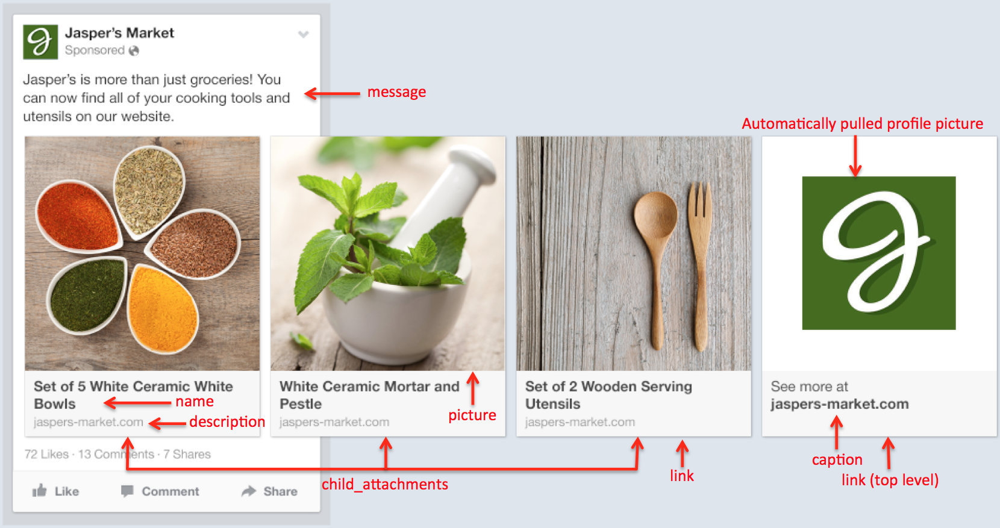 Jasper's Market
Sponsored
Jasper's is more than just groceries! You
can now find all of your cooking tools and
utensils on our website.
message
Automatically pulled profile picture
Set of 5 White Ceramic White
Bowls
name
jaspers-market.com
description
White Ceramic Mortar and
Pestle
jaspers-market.com
picture
Set of 2 Wooden Serving
Utensils
jaspers-market.com
See more at
jaspers-market.com
72 Likes · 13 Comments · 7 Shares
child_attachments
link
caption
link (top level)
Like
Comment
Share